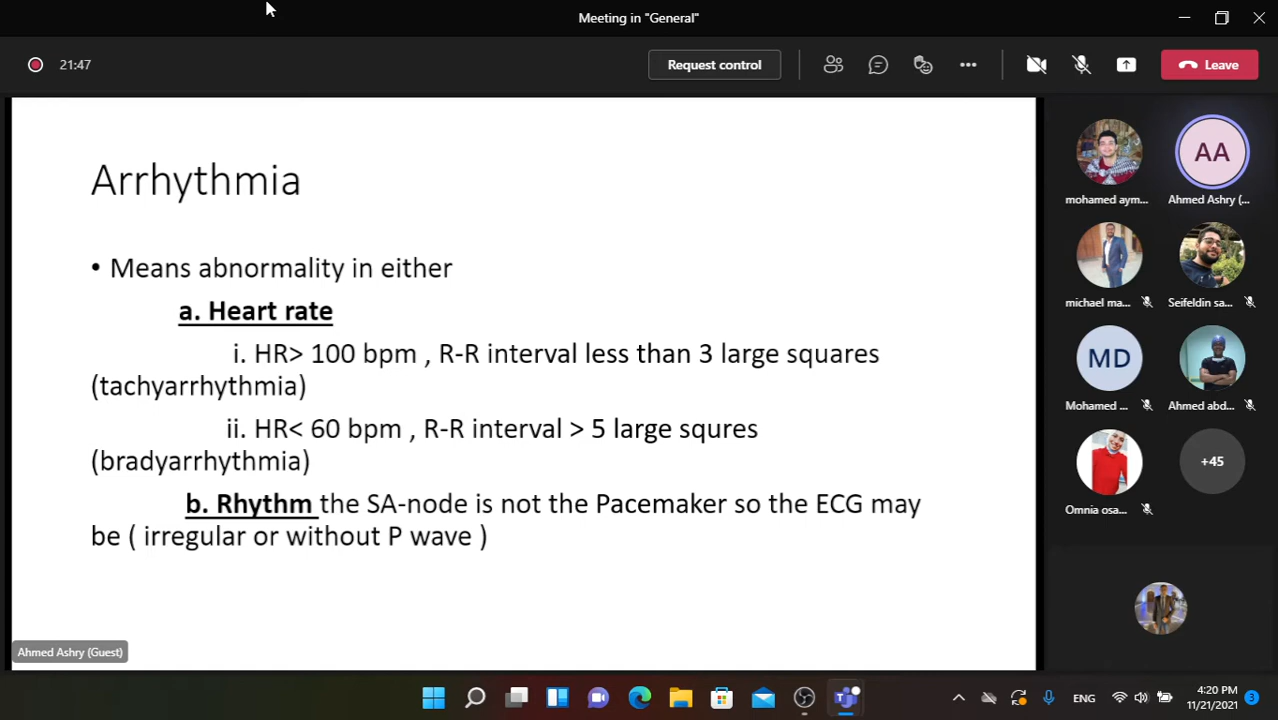 Meeting in "General"
21:47
Request control
Leave
Arrhythmia
• Means abnormality in either
a. Heart rate
i. HR> 100 bpm , R-R interval less than 3 large squares
(tachyarrhythmia)
ii. HR< 60 bpm , R-R interval > 5 large squres
(bradyarrhythmia)
b. Rhythm the SA-node is not the Pacemaker so the ECG may
be ( irregular or without P wave )
Ahmed Ashry (Guest)
AA
mohamed aym...
Ahmed Ashry (...
michael ma...
Seifeldin sa...
MD
Mohamed ...
Ahmed abd...
+45
Omnia osa...
ENG
4:20 PM
11/21/2021
3